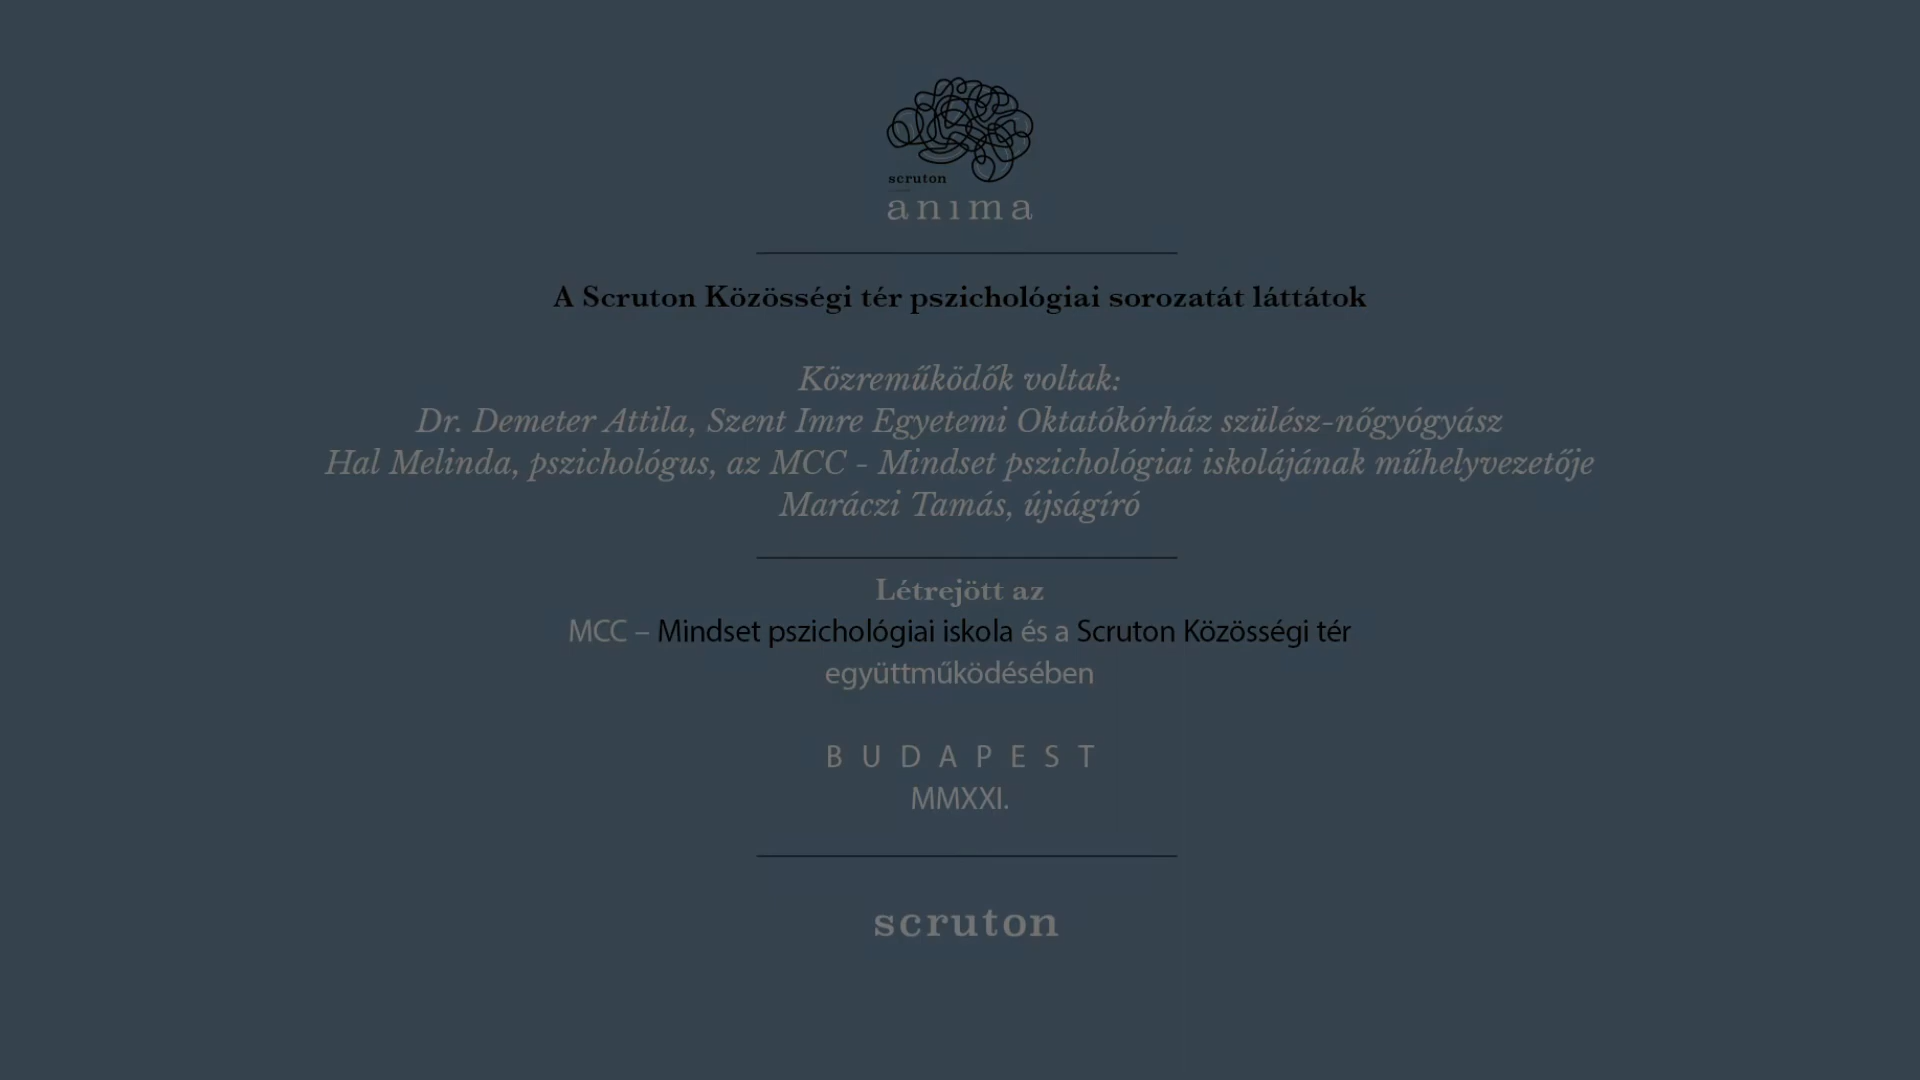 scruton
anima
A Scruton Közösségi tér pszichológiai sorozatát láttátok
Közreműködők voltak:
Dr. Demeter Attila, Szent Imre Egyetemi Oktatókórház szülész-nőgyógyász
Hal Melinda, pszichológus, az MCC - Mindset pszichológiai iskolájának műhelyvezetője
Maráczi Tamás, újságíró
Létrejött az
MCC – Mindset pszichológiai iskola és a Scruton Közösségi tér
együttműködésében
BUDAPEST
MMXXI.
scruton